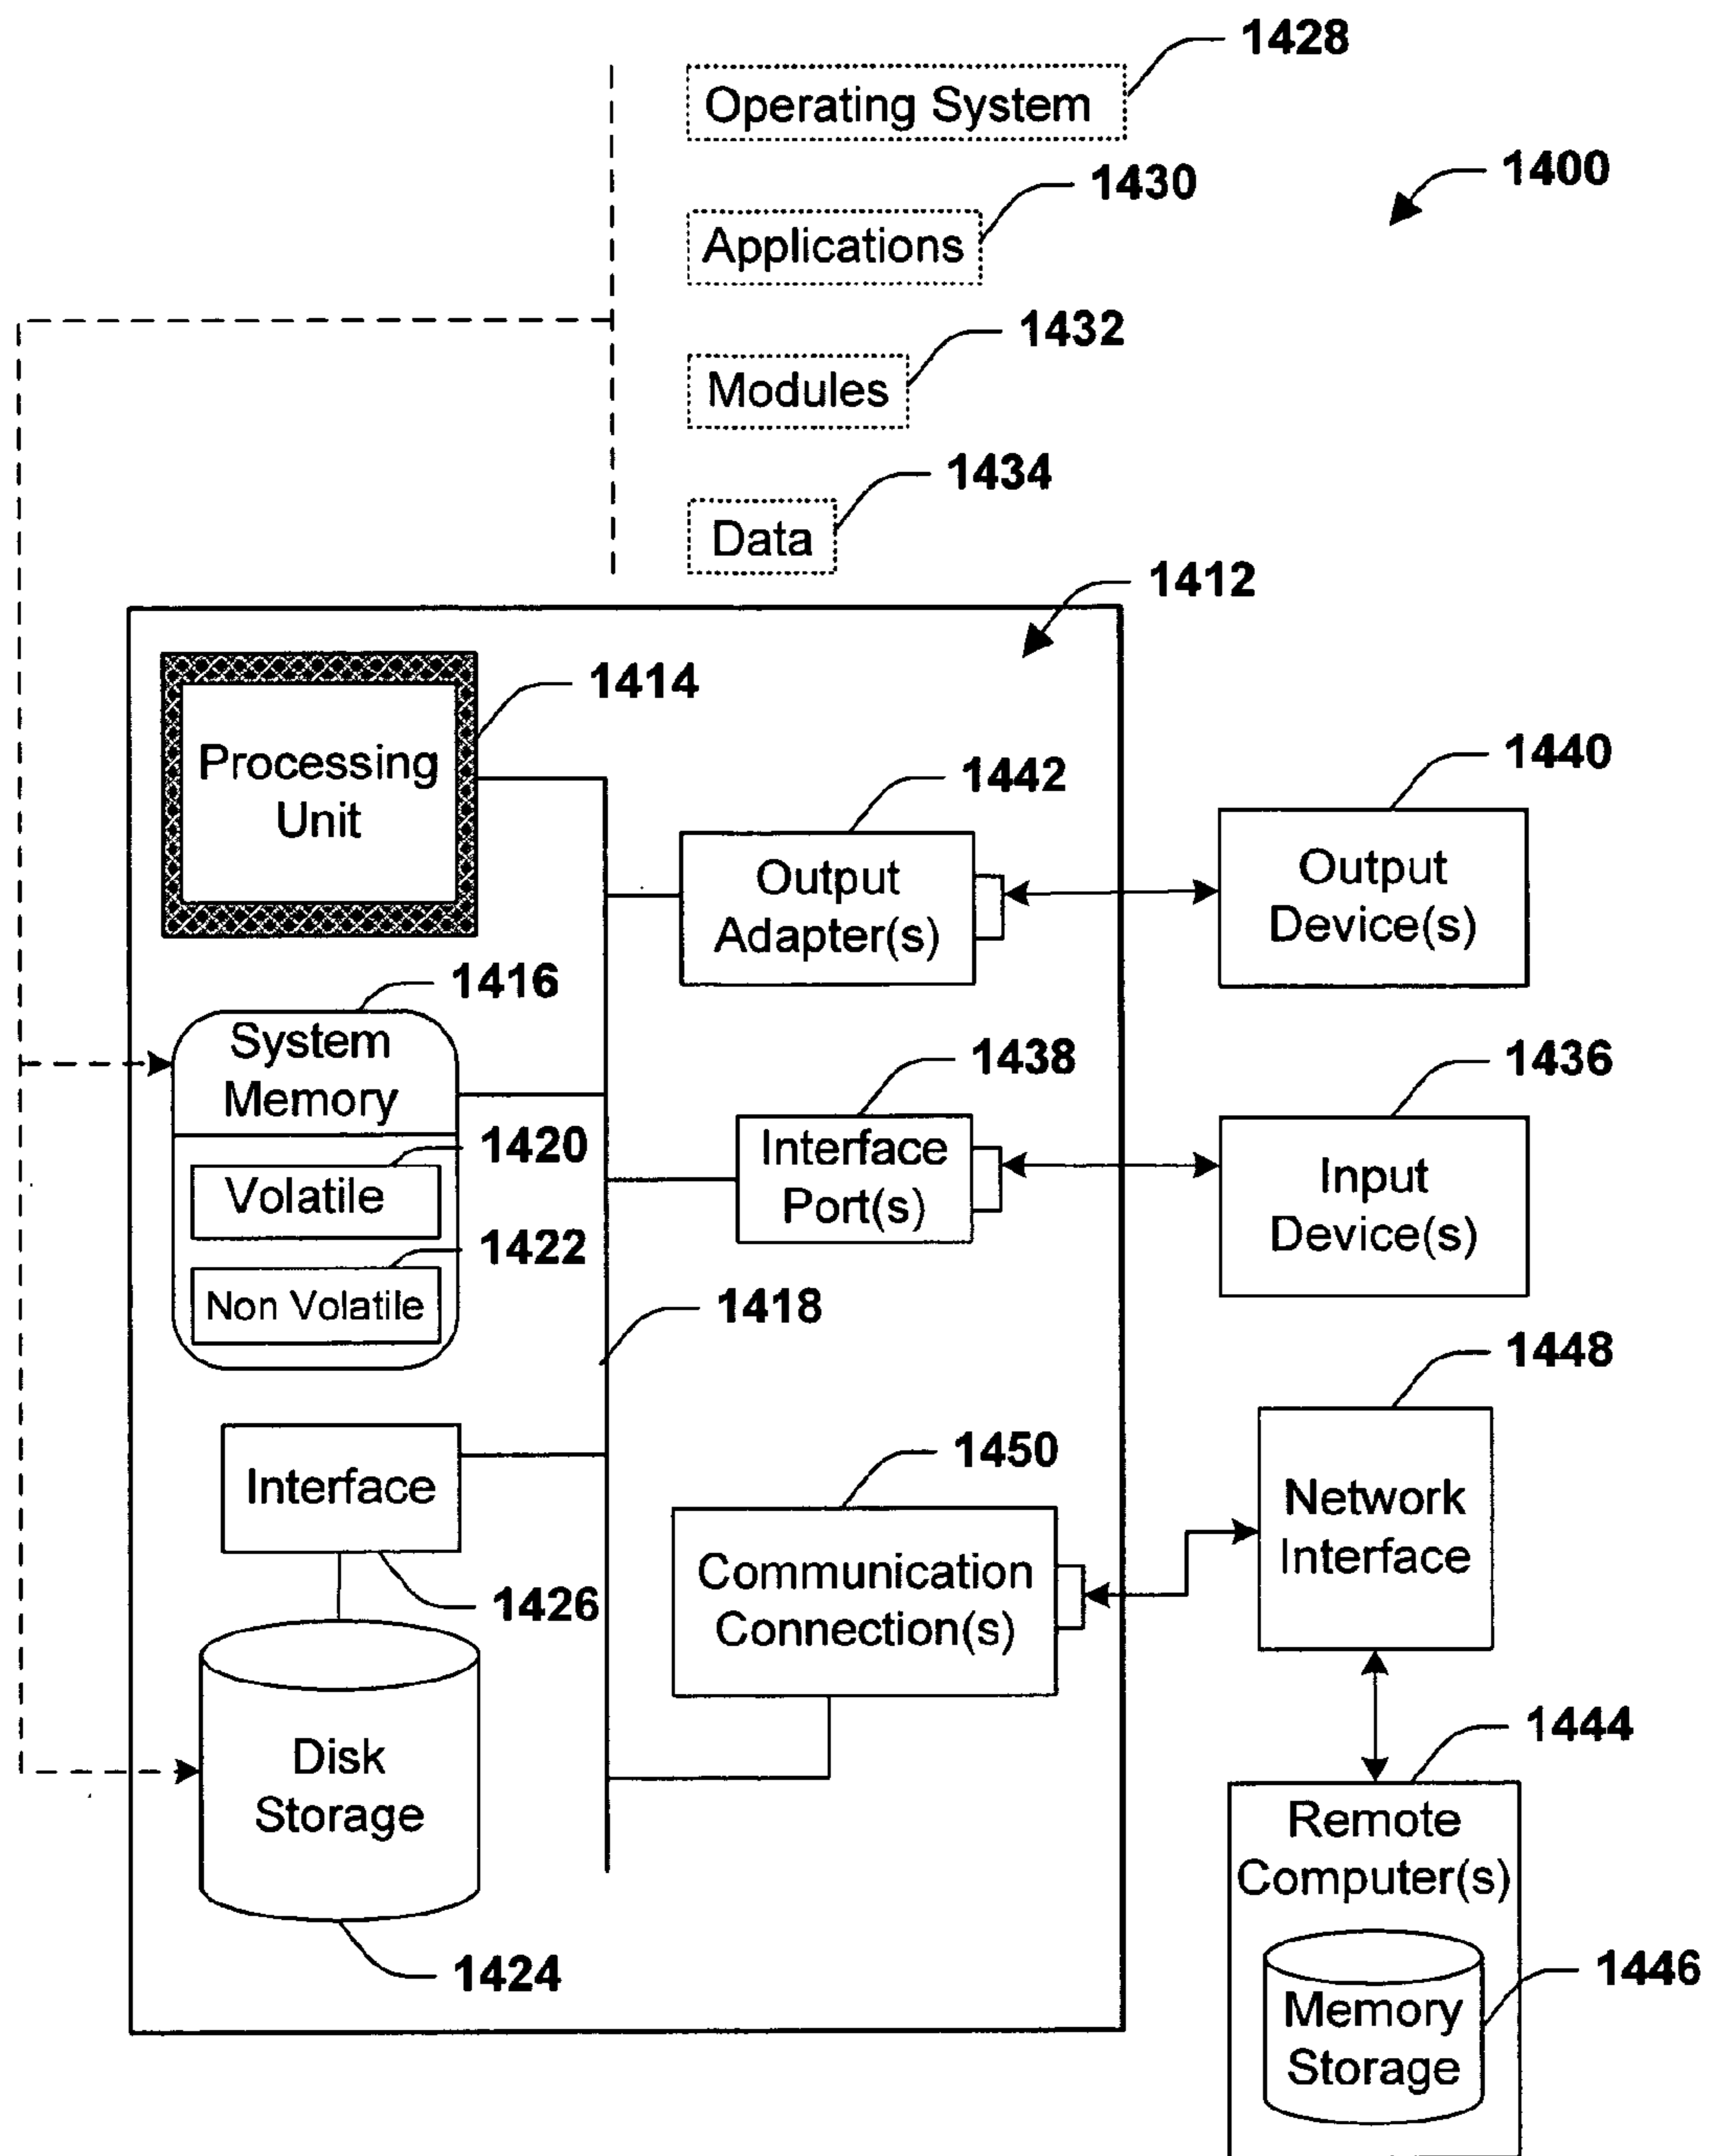 1428
Operating System
1400
1430
Applications
1432
Modules
1434
Data
1412
1414
Processing
Unit
1442
Output
Adapter(s)
1440
Output
Device(s)
1416
System
Memory
1420
Volatile
1422
Non Volatile
1438
Interface
Port(s)
1436
Input
Device(s)
1418
1448
Network
Interface
Interface
1426
1450
Communication
Connection(s)
Disk
Storage
1424
1444
Remote
Computer(s)
1446
Memory
Storage